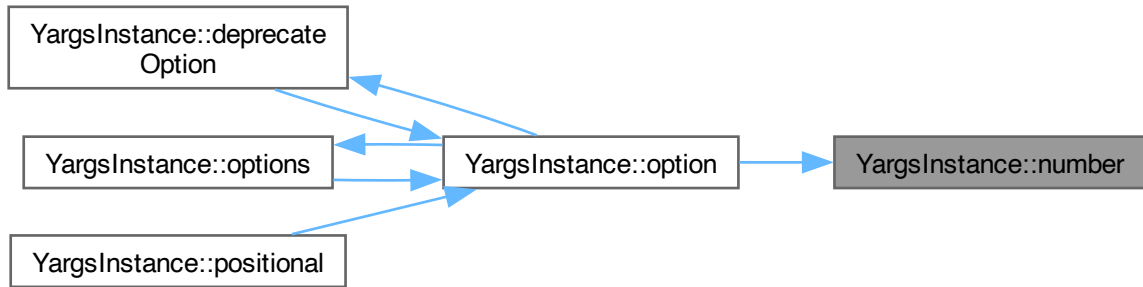 YargsInstance::deprecate
Option
YargsInstance::options
YargsInstance::option
YargsInstance::number
YargsInstance::positional